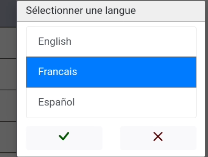 Sélectionner une langue
English
Francais
Español